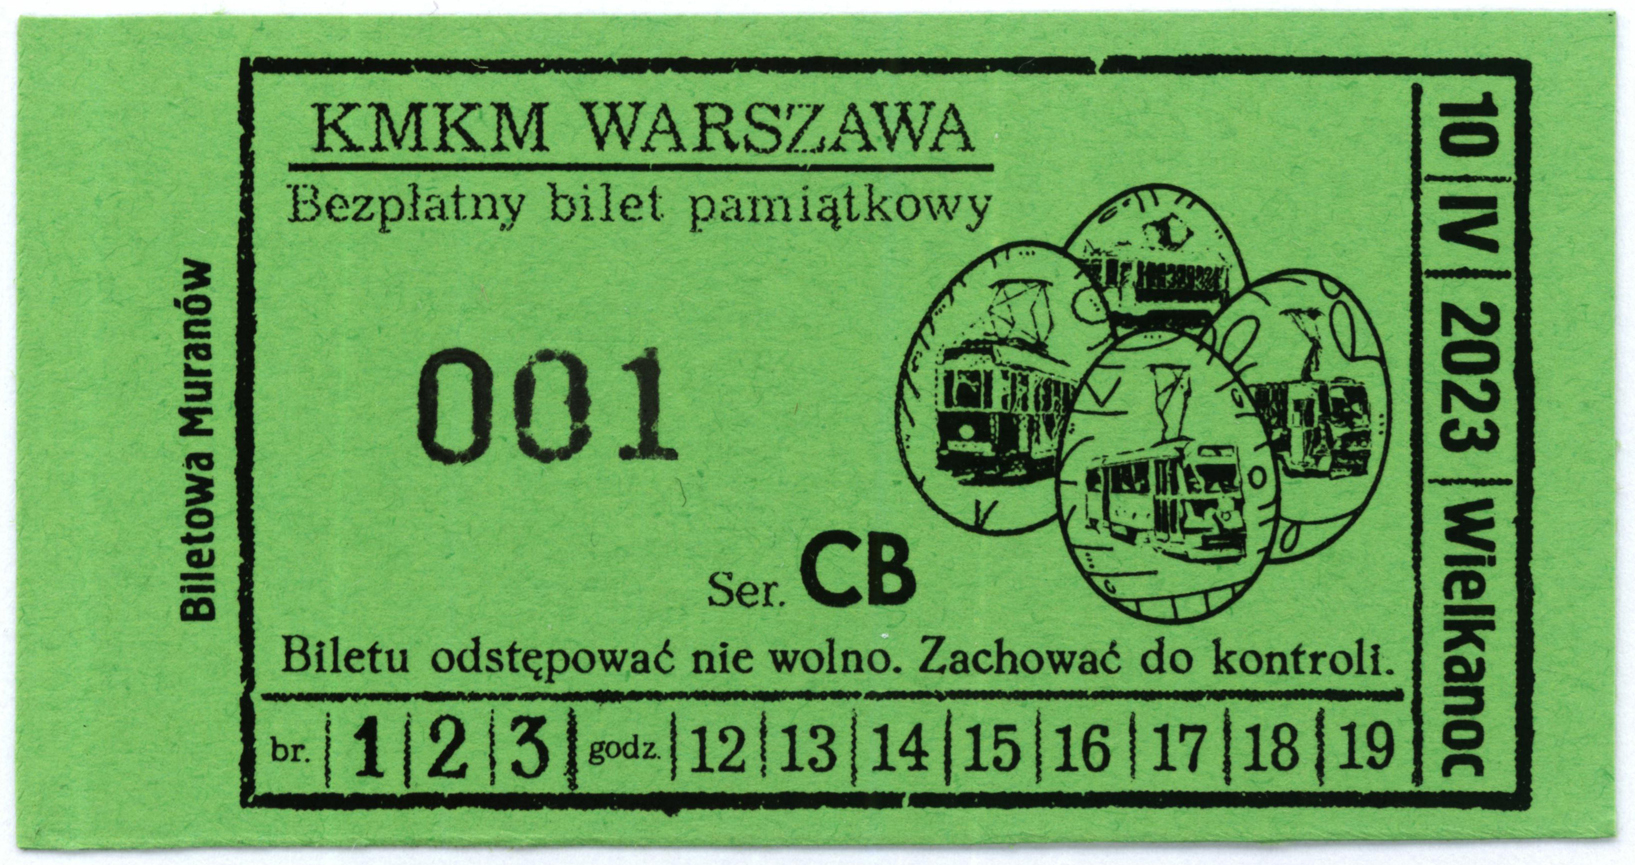 KMKM WARSZAWA
Bezpłatny bilet pamiątkowy
001
Ser. CB
Biletu odstępować nie wolno. Zachować do kontroli.
br. 1 2 3 godz. 12 13 14 15 16 17 18 19
10 IV 2023 Wielkanoc
Biletowa Muranów